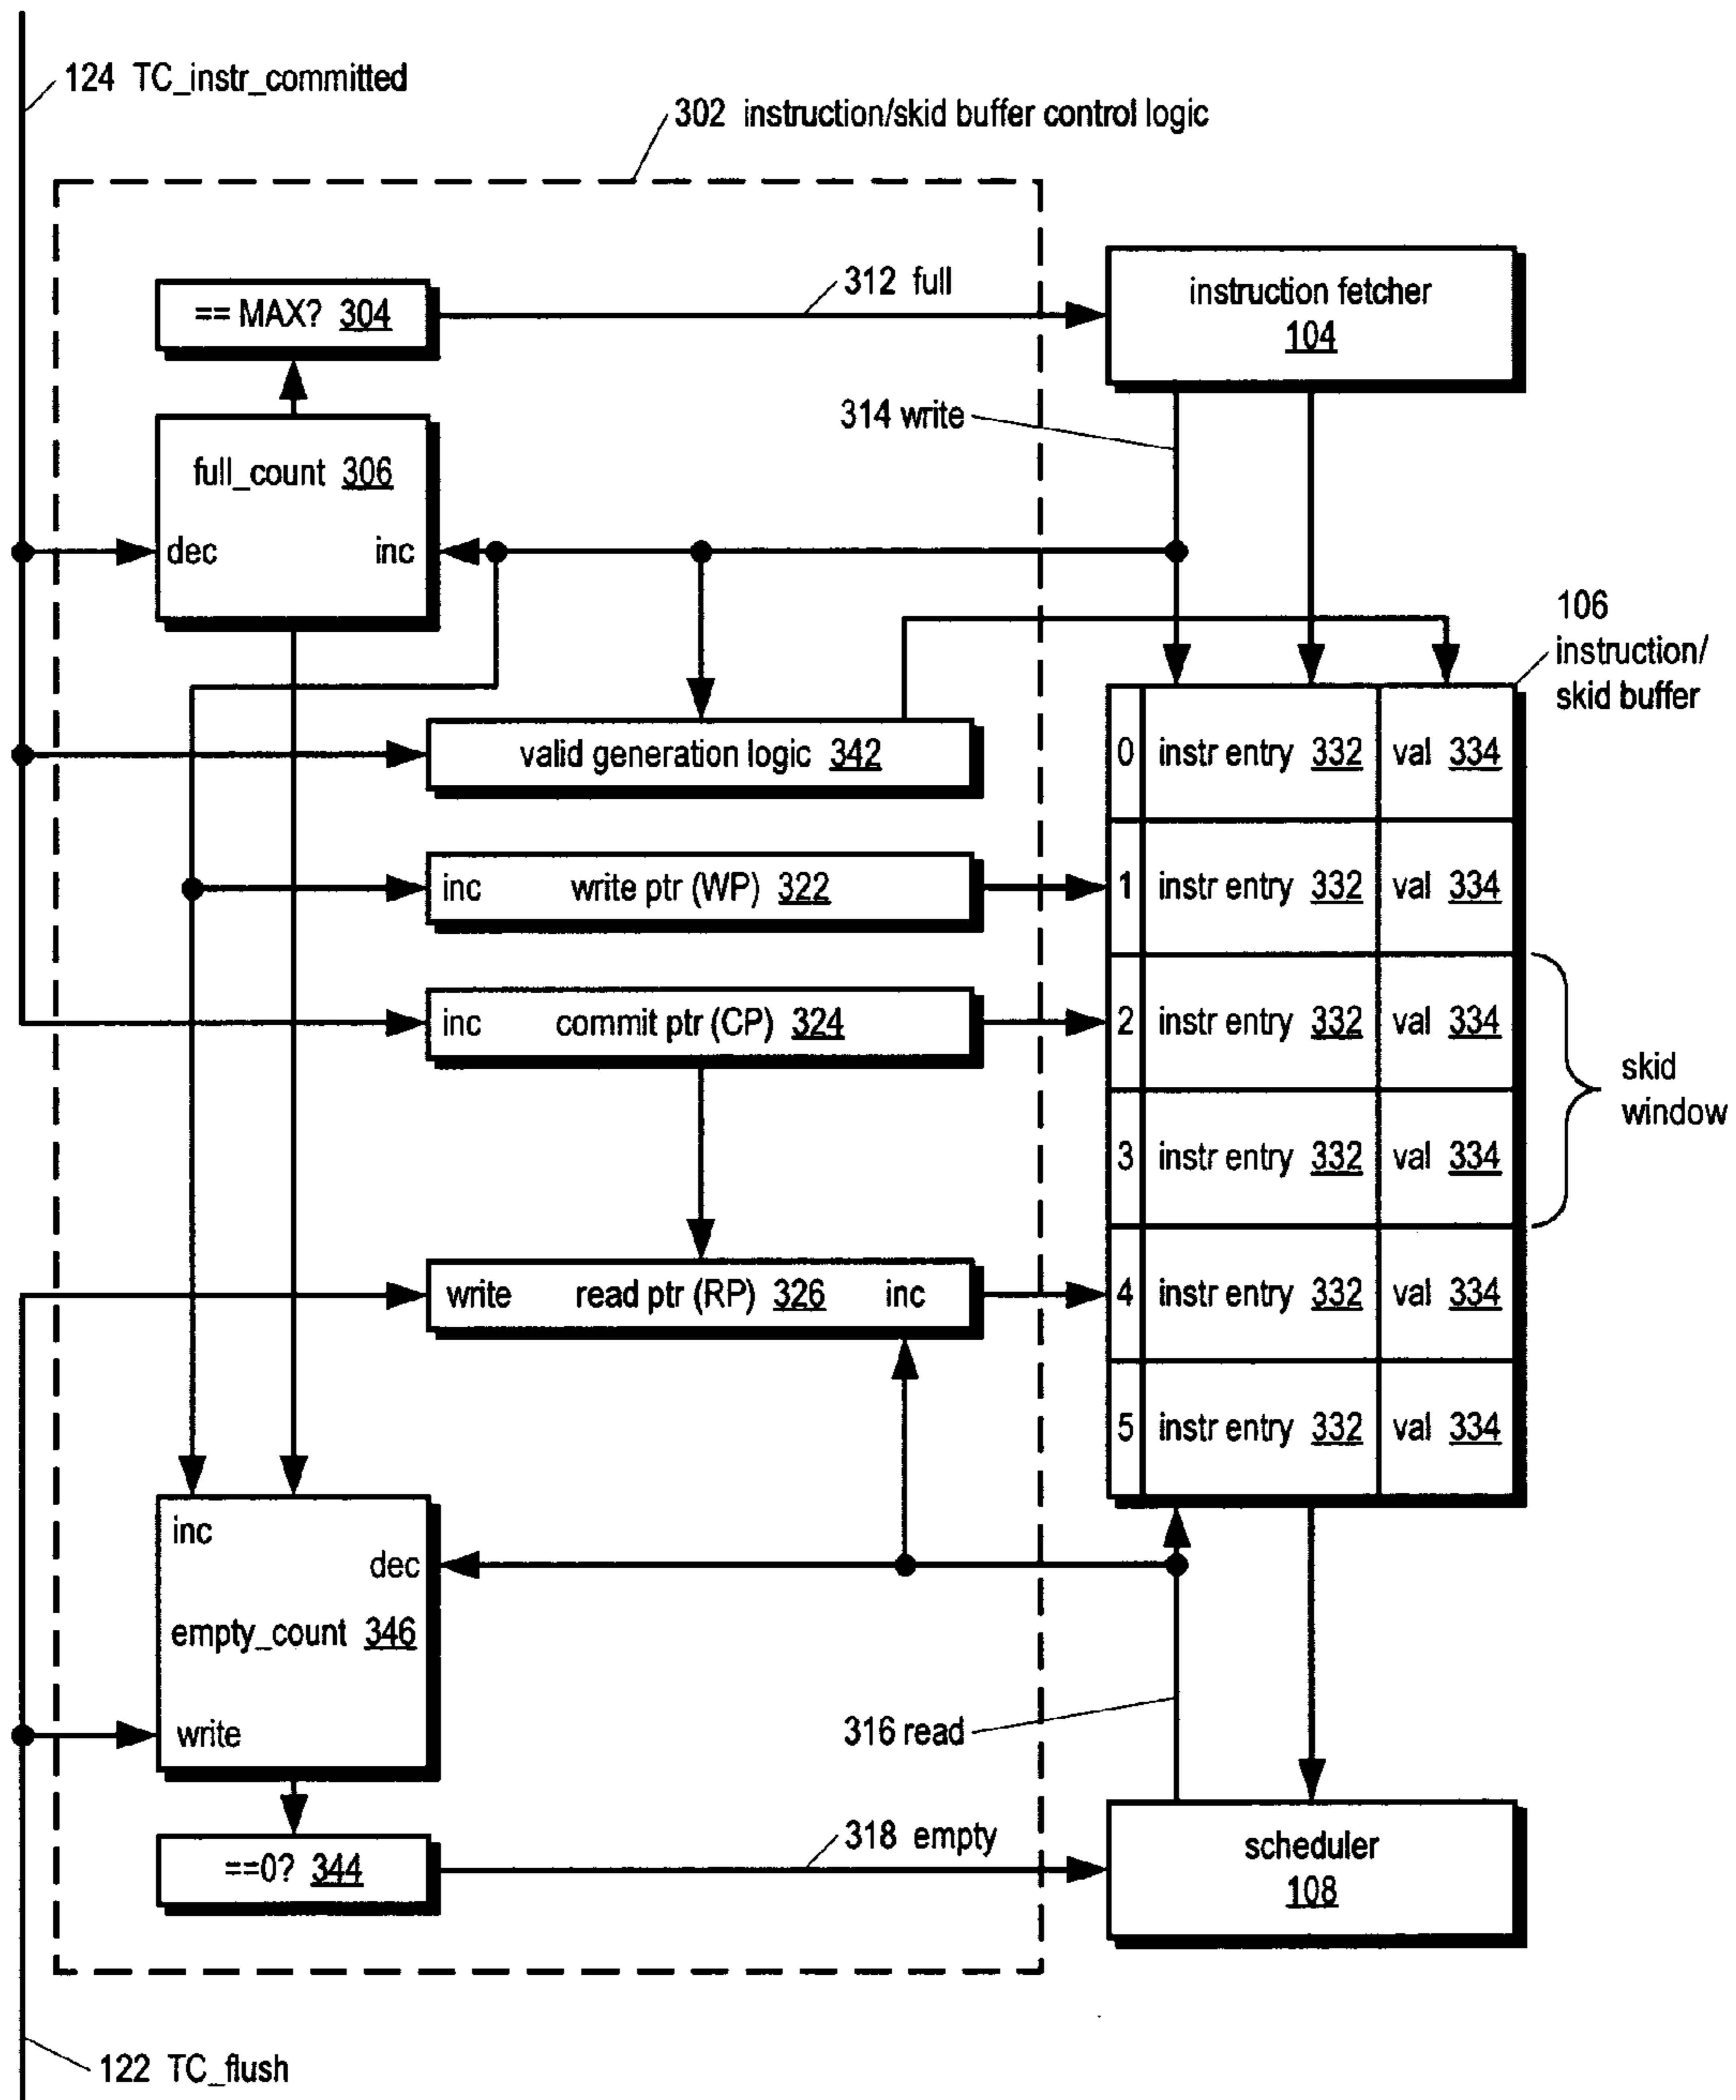 124 TC_instr_committed
302 instruction/skid buffer control logic
== MAX? 304
312 full
instruction fetcher
104
314 write
full_count 306
dec inc
106
instruction/
skid buffer
valid generation logic 342
0 instr entry 332 val 334
inc write ptr (WP) 322
1 instr entry 332 val 334
inc commit ptr (CP) 324
2 instr entry 332 val 334
skid
window
3 instr entry 332 val 334
write read ptr (RP) 326 inc
4 instr entry 332 val 334
5 instr entry 332 val 334
inc
dec
empty_count 346
write
316 read
==0? 344
318 empty
scheduler
108
122 TC_flush